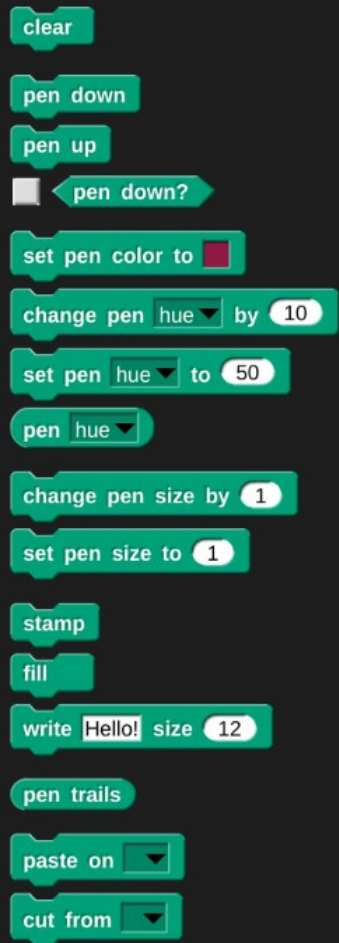 clear
pen down
pen up
pen down?
set pen color to
change pen hue by 10
set pen hue to 50
pen hue
change pen size by 1
set pen size to 1
stamp
fill
write Hello! size 12
pen trails
paste on
cut from